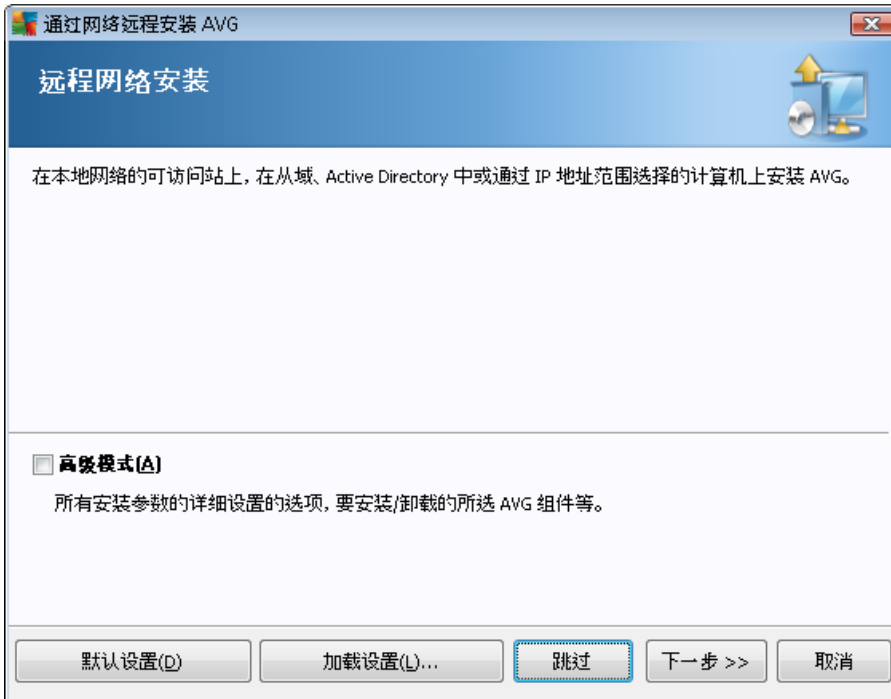 通过网络远程安装 AVG
远程网络安装
在本地网络的可访问站上，在从域、Active Directory 中或通过 IP 地址范围选择的计算机上安装 AVG。
高级模式(A)
所有安装参数的详细设置的选项，要安装/卸载的所选 AVG 组件等。
默认设置(D)
加载设置(L)...
跳过
下一步 >>
取消